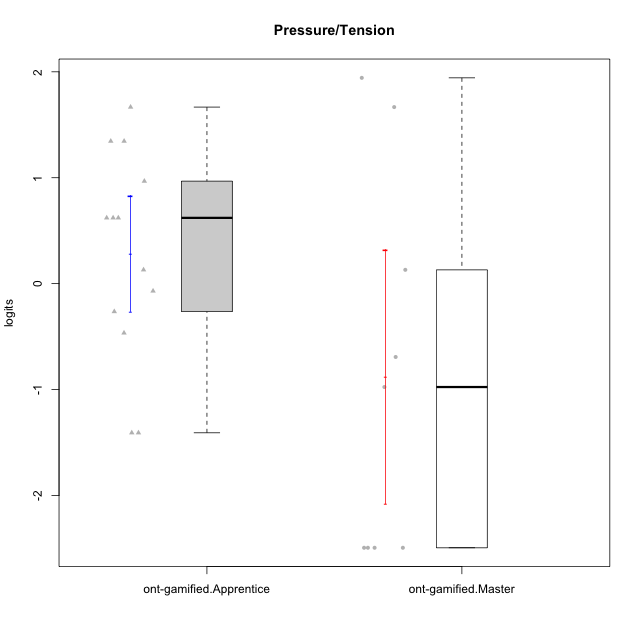 Pressure/Tension
2
1
0
-1
-2
logits
ont-gamified.Apprentice
ont-gamified.Master